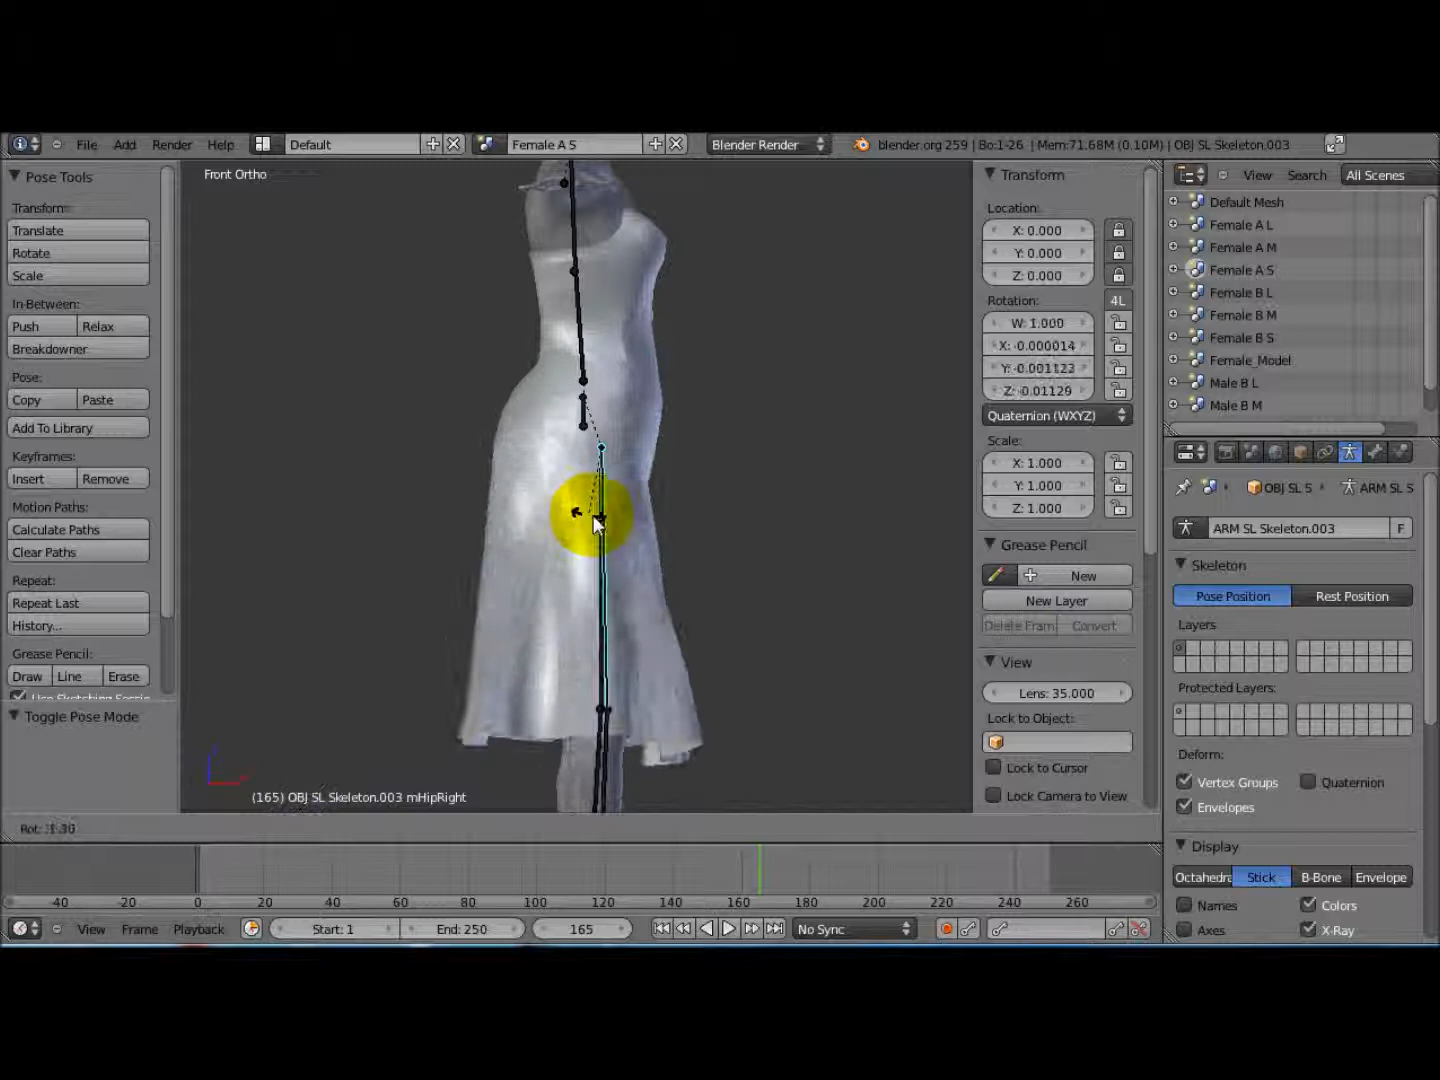 File Add Render Help Default Female A S Blender Render blender.org 259 | Bo:1-26 | Mem:71.68M (0.10M) | OBJ SL Skeleton.003
Pose Tools
Transform:
Translate
Rotate
Scale
In-Between:
Push Relax
Breakdowner
Pose:
Copy Paste
Add To Library
Keyframes:
Insert Remove
Motion Paths:
Calculate Paths
Clear Paths
Repeat:
Repeat Last
History...
Grease Pencil:
Draw Line Erase
Toggle Pose Mode
Front Ortho
(165) OBJ SL Skeleton.003 mHipRight
Transform
Location:
X: 0.000
Y: 0.000
Z: 0.000
Rotation:
4L
W: 1.000
X: -0.000014
Y: -0.001123
Z: -0.01129
Quaternion (WXYZ)
Scale:
X: 1.000
Y: 1.000
Z: 1.000
Grease Pencil
New
New Layer
Delete Fram Convert
View
Lens: 35.000
Lock to Object:
Lock to Cursor
Lock Camera to View
View Search All Scenes
Default Mesh
Female A L
Female A M
Female A S
Female B L
Female B M
Female B S
Female_Model
Male B L
Male B M
OBJ SL S ARM SL S
ARM SL Skeleton.003 F
Skeleton
Pose Position Rest Position
Layers
Protected Layers:
Deform:
Vertex Groups Quaternion
Envelopes
Display
Octahedra Stick B-Bone Envelope
Names Colors
Axes X-Ray
Rot:
-40 -20 0 20 40 60 80 100 120 140 160 180 200 220 240 260
View Frame Playback Start: 1 End: 250 165 No Sync